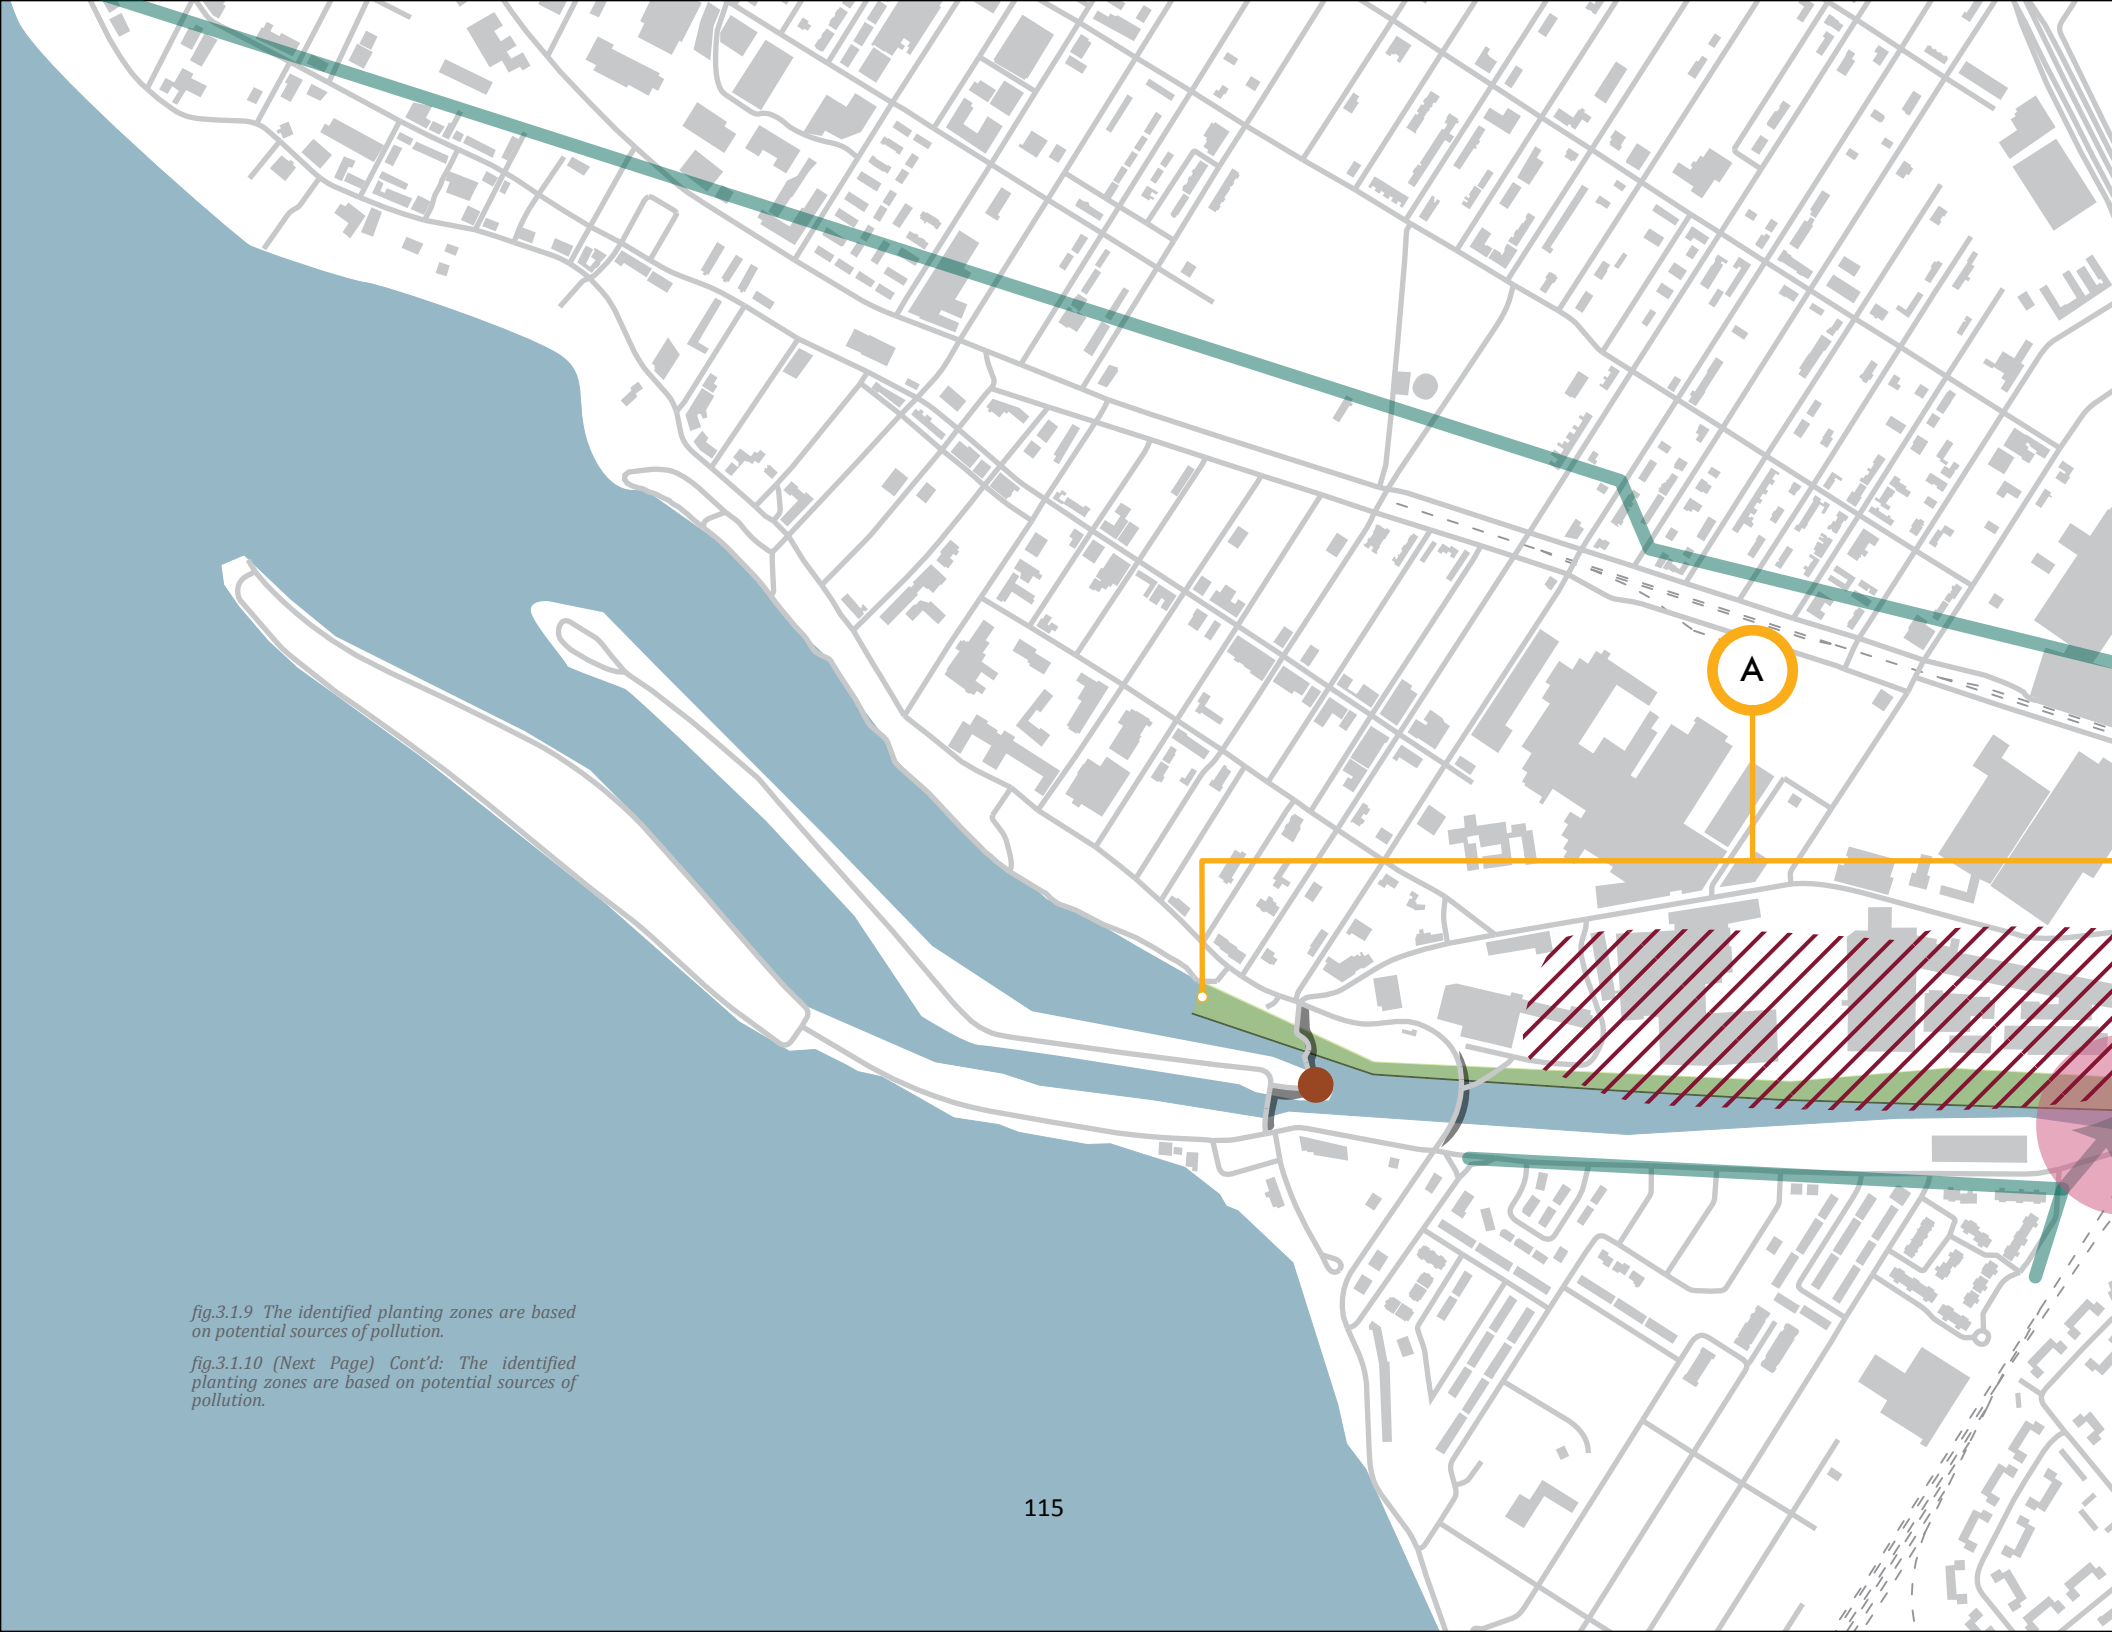 A
fig.3.1.9 The identified planting zones are based
on potential sources of pollution.
fig.3.1.10 (Next Page) Cont'd: The identified
planting zones are based on potential sources of
pollution.
115